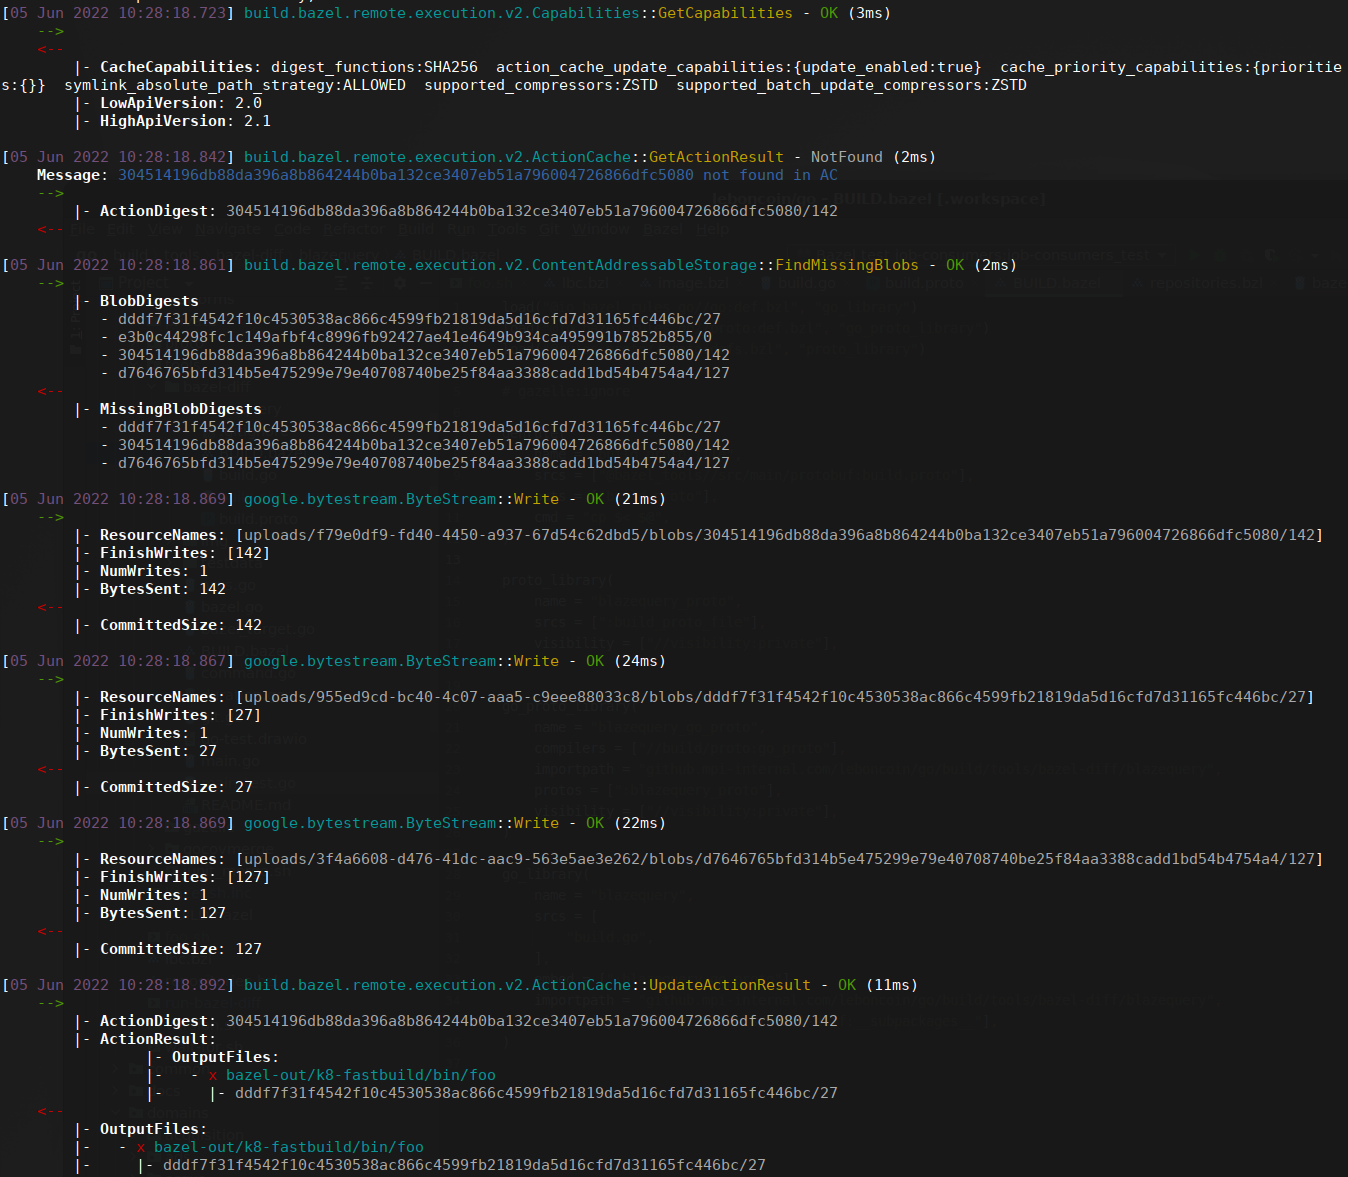 [05 Jun 2022 10:28:18.723] build.bazel.remote.execution.v2.Capabilities::GetCapabilities - OK (3ms)
-->
<--
|- CacheCapabilities: digest_functions:SHA256  action_cache_update_capabilities:{update_enabled:true}  cache_priority_capabilities:{prioritie
s:{}}  symlink_absolute_path_strategy:ALLOWED  supported_compressors:ZSTD  supported_batch_update_compressors:ZSTD
|- LowApiVersion: 2.0
|- HighApiVersion: 2.1
[05 Jun 2022 10:28:18.842] build.bazel.remote.execution.v2.ActionCache::GetActionResult - NotFound (2ms)
Message: 304514196db88da396a8b864244b0ba132ce3407eb51a796004726866dfc5080 not found in AC
-->
|- ActionDigest: 304514196db88da396a8b864244b0ba132ce3407eb51a796004726866dfc5080/142
<--
[05 Jun 2022 10:28:18.861] build.bazel.remote.execution.v2.ContentAddressableStorage::FindMissingBlobs - OK (2ms)
-->
|- BlobDigests
- dddf7f31f4542f10c4530538ac866c4599fb21819da5d16cfd7d31165fc446bc/27
- e3b0c44298fc1c149afbf4c8996fb92427ae41e4649b934ca495991b7852b855/0
- 304514196db88da396a8b864244b0ba132ce3407eb51a796004726866dfc5080/142
- d7646765bfd314b5e475299e79e40708740be25f84aa3388cadd1bd54b4754a4/127
<--
|- MissingBlobDigests
- dddf7f31f4542f10c4530538ac866c4599fb21819da5d16cfd7d31165fc446bc/27
- 304514196db88da396a8b864244b0ba132ce3407eb51a796004726866dfc5080/142
- d7646765bfd314b5e475299e79e40708740be25f84aa3388cadd1bd54b4754a4/127
[05 Jun 2022 10:28:18.869] google.bytestream.ByteStream::Write - OK (21ms)
-->
|- ResourceNames: [uploads/f79e0df9-fd40-4450-a937-67d54c62dbd5/blobs/304514196db88da396a8b864244b0ba132ce3407eb51a796004726866dfc5080/142]
|- FinishWrites: [142]
|- NumWrites: 1
|- BytesSent: 142
<--
|- CommittedSize: 142
[05 Jun 2022 10:28:18.867] google.bytestream.ByteStream::Write - OK (24ms)
-->
|- ResourceNames: [uploads/955ed9cd-bc40-4c07-aaa5-c9eee88033c8/blobs/dddf7f31f4542f10c4530538ac866c4599fb21819da5d16cfd7d31165fc446bc/27]
|- FinishWrites: [27]
|- NumWrites: 1
|- BytesSent: 27
<--
|- CommittedSize: 27
[05 Jun 2022 10:28:18.869] google.bytestream.ByteStream::Write - OK (22ms)
-->
|- ResourceNames: [uploads/3f4a6608-d476-41dc-aac9-563e5ae3e262/blobs/d7646765bfd314b5e475299e79e40708740be25f84aa3388cadd1bd54b4754a4/127]
|- FinishWrites: [127]
|- NumWrites: 1
|- BytesSent: 127
<--
|- CommittedSize: 127
[05 Jun 2022 10:28:18.892] build.bazel.remote.execution.v2.ActionCache::UpdateActionResult - OK (11ms)
-->
|- ActionDigest: 304514196db88da396a8b864244b0ba132ce3407eb51a796004726866dfc5080/142
|- ActionResult:
|- OutputFiles:
|-   - x bazel-out/k8-fastbuild/bin/foo
|-     |- dddf7f31f4542f10c4530538ac866c4599fb21819da5d16cfd7d31165fc446bc/27
<--
|- OutputFiles:
|-   - x bazel-out/k8-fastbuild/bin/foo
|-     |- dddf7f31f4542f10c4530538ac866c4599fb21819da5d16cfd7d31165fc446bc/27